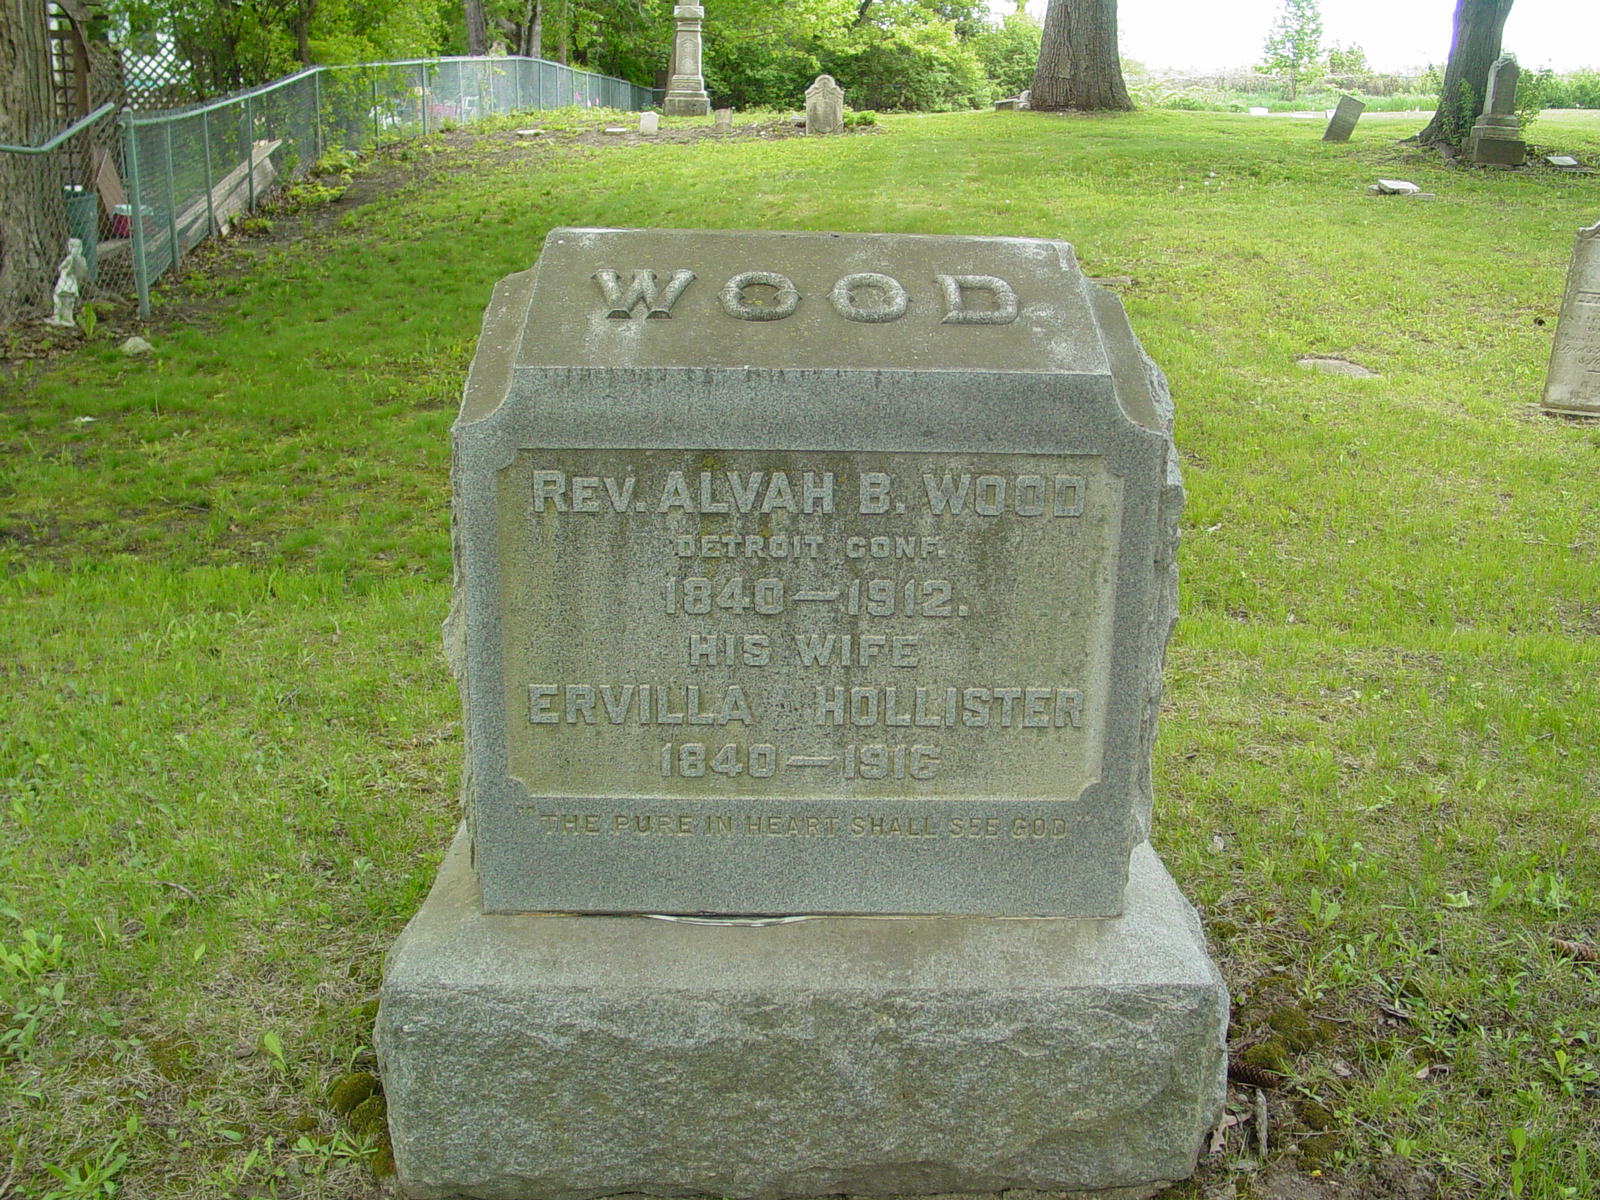 WOOD
REV. ALVAH B. WOOD
DETROIT CONF.
1840—1912.
HIS WIFE
ERVILLA HOLLISTER
1840—1916
"THE PURE IN HEART SHALL SEE GOD"